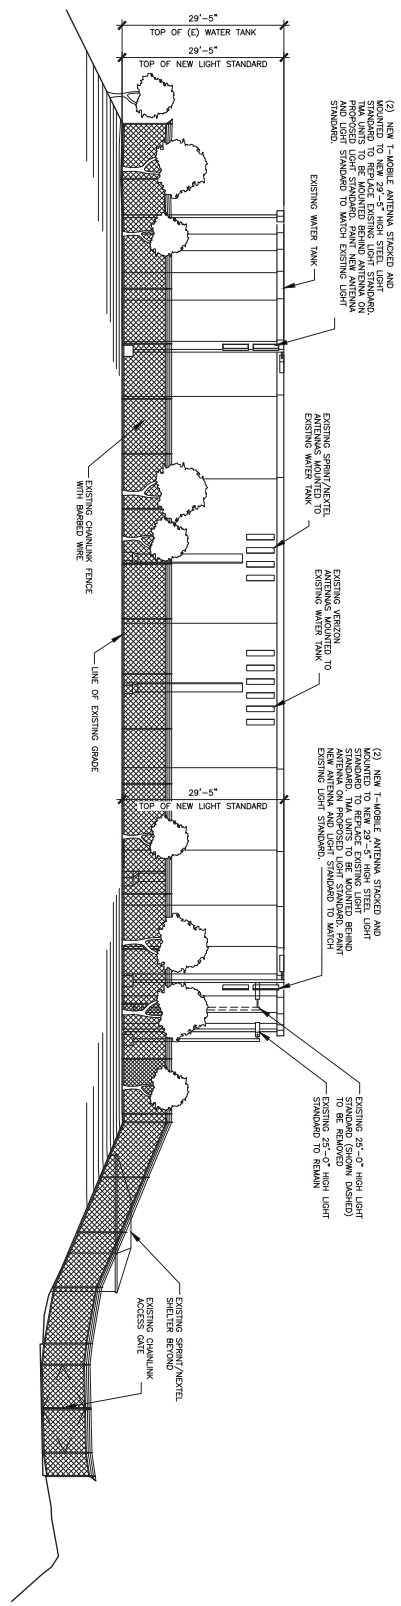 29'-5"
TOP OF (E) WATER TANK
29'-5"
TOP OF NEW LIGHT STANDARD
(2) NEW T-MOBILE ANTENNA STACKED AND
MOUNTED TO NEW 29'-5" HIGH STEEL LIGHT
STANDARD TO REPLACE EXISTING LIGHT STANDARD.
TMA UNITS TO BE MOUNTED BEHIND ANTENNA ON
PROPOSED LIGHT STANDARD. PAINT NEW ANTENNA
AND LIGHT STANDARD TO MATCH EXISTING LIGHT
STANDARD.
EXISTING WATER TANK
EXISTING SPRINT/NEXTEL
ANTENNAS MOUNTED TO
EXISTING WATER TANK
EXISTING CHAINLINK FENCE
WITH BARBED WIRE
EXISTING VERIZON
ANTENNAS MOUNTED TO
EXISTING WATER TANK
LINE OF EXISTING GRADE
(2) NEW T-MOBILE ANTENNA STACKED AND
MOUNTED TO NEW 29'-5" HIGH STEEL LIGHT
STANDARD TO REPLACE EXISTING LIGHT
STANDARD. TMA UNITS TO BE MOUNTED BEHIND
ANTENNA ON PROPOSED LIGHT STANDARD. PAINT
NEW ANTENNA AND LIGHT STANDARD TO MATCH
EXISTING LIGHT STANDARD.
29'-5"
TOP OF NEW LIGHT STANDARD
EXISTING 25'-0" HIGH LIGHT
STANDARD (SHOWN DASHED)
TO BE REMOVED
EXISTING 25'-0" HIGH LIGHT
STANDARD TO REMAIN
EXISTING SPRINT/NEXTEL
SHELTER BEYOND
EXISTING CHAINLINK
ACCESS GATE